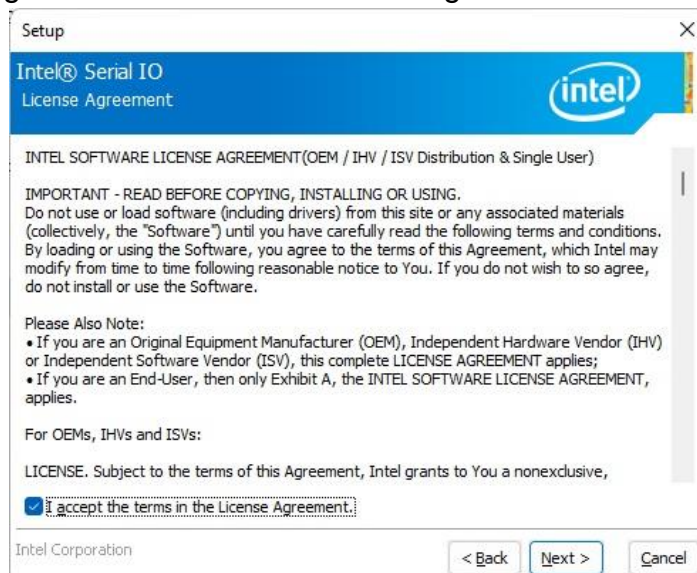 Setup
Intel® Serial IO
License Agreement
intel
INTEL SOFTWARE LICENSE AGREEMENT(OEM / IHV / ISV Distribution & Single User)
IMPORTANT - READ BEFORE COPYING, INSTALLING OR USING.
Do not use or load software (including drivers) from this site or any associated materials
(collectively, the "Software") until you have carefully read the following terms and conditions.
By loading or using the Software, you agree to the terms of this Agreement, which Intel may
modify from time to time following reasonable notice to You. If you do not wish to so agree,
do not install or use the Software.
Please Also Note:
• If you are an Original Equipment Manufacturer (OEM), Independent Hardware Vendor (IHV)
or Independent Software Vendor (ISV), this complete LICENSE AGREEMENT applies;
• If you are an End-User, then only Exhibit A, the INTEL SOFTWARE LICENSE AGREEMENT,
applies.
For OEMs, IHVs and ISVs:
LICENSE. Subject to the terms of this Agreement, Intel grants to You a nonexclusive,
I accept the terms in the License Agreement.
Intel Corporation
< Back Next > Cancel